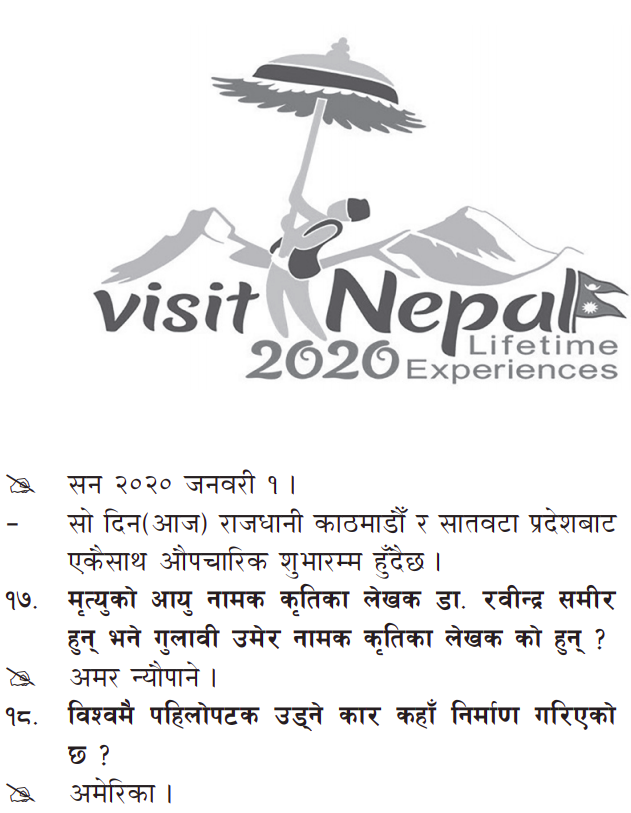 visit Nepal
2020 Lifetime
Experiences
सन २०२० जनवरी १ ।
- सो दिन(आज) राजधानी काठमाडौँ र सातवटा प्रदेशबाट
एकैसाथ औपचारिक शुभारम्म हुँदैछ ।
१७. मृत्युको आयु नामक कृतिका लेखक डा. रवीन्द्र समीर
हुन् भने गुलावी उमेर नामक कृतिका लेखक को हुन् ?
अमर न्यौपाने ।
१८. विश्वमै पहिलोपटक उड्ने कार कहाँ निर्माण गरिएको
छ ?
अमेरिका ।